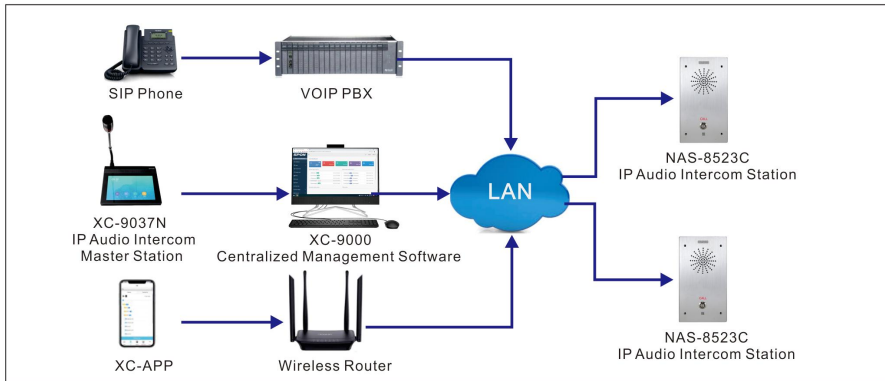 SIP Phone
VOIP PBX
XC-9037N
IP Audio Intercom
Master Station
XC-9000
Centralized Management Software
LAN
NAS-8523C
IP Audio Intercom Station
XC-APP
Wireless Router
NAS-8523C
IP Audio Intercom Station